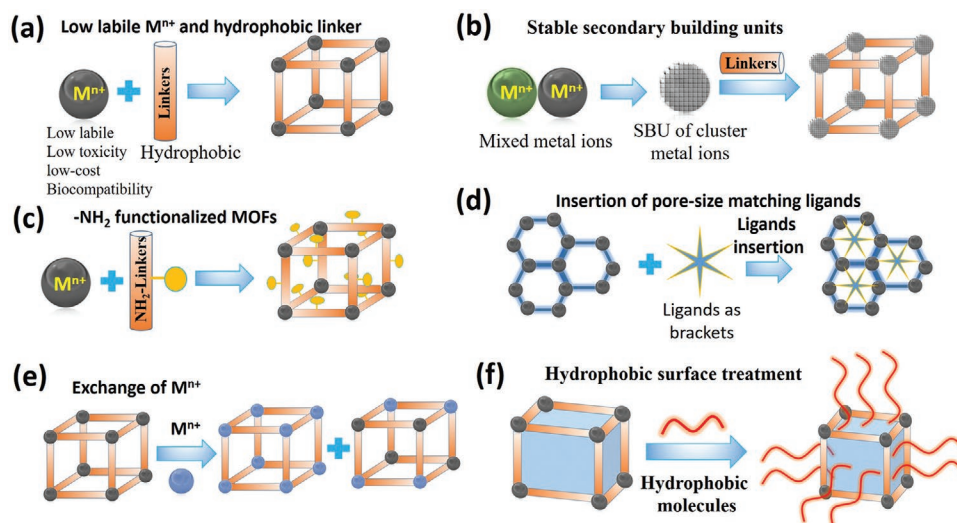 (a)
Low labile Mⁿ⁺ and hydrophobic linker
Mⁿ⁺
Linkers
Low labile
Low toxicity
low-cost
Biocompatibility
Hydrophobic
(b)
Stable secondary building units
Mⁿ⁺
Mⁿ⁺
Linkers
Mixed metal ions
SBU of cluster
metal ions
(c)
-NH₂ functionalized MOFs
Mⁿ⁺
NH₂-Linkers
(d)
Insertion of pore-size matching ligands
Ligands
insertion
Ligands as
brackets
(e)
Exchange of Mⁿ⁺
Mⁿ⁺
(f)
Hydrophobic surface treatment
Hydrophobic
molecules